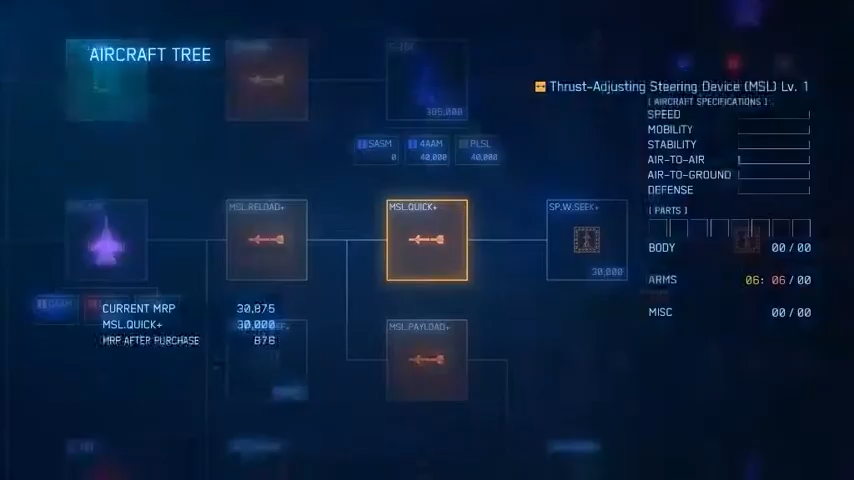 AIRCRAFT TREE
385,000
Thrust-Adjusting Steering Device (MSL) Lv. 1
[ AIRCRAFT SPECIFICATIONS ]
SPEED
MOBILITY
STABILITY
AIR-TO-AIR
AIR-TO-GROUND
DEFENSE
SASM
0
4AAM
40,000
PLSL
40,000
MSL.RELOAD+
MSL.QUICK+
SP.W.SEEK+
30,000
[ PARTS ]
BODY 00/00
ARMS 06: 06/00
MISC 00/00
CURRENT MRP 30,875
MSL.QUICK+ 30,000
MRP AFTER PURCHASE 876
MSL.PAYLOAD+